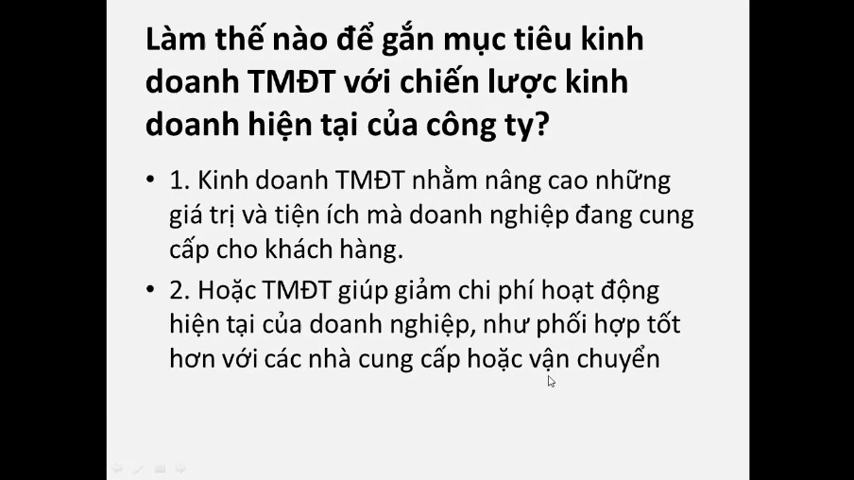 Làm thế nào để gắn mục tiêu kinh
doanh TMĐT với chiến lược kinh
doanh hiện tại của công ty?
• 1. Kinh doanh TMĐT nhằm nâng cao những
giá trị và tiện ích mà doanh nghiệp đang cung
cấp cho khách hàng.
• 2. Hoặc TMĐT giúp giảm chi phí hoạt động
hiện tại của doanh nghiệp, như phối hợp tốt
hơn với các nhà cung cấp hoặc vận chuyển